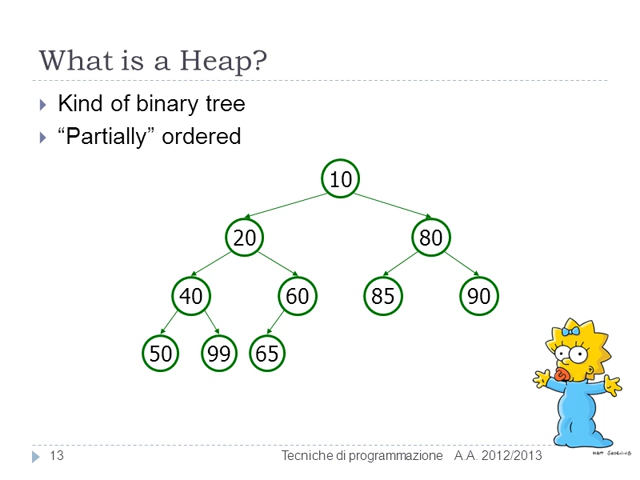 What is a Heap?
Kind of binary tree
“Partially” ordered
10
20 80
40 60 85 90
50 99 65
13 Tecniche di programmazione A.A. 2012/2013